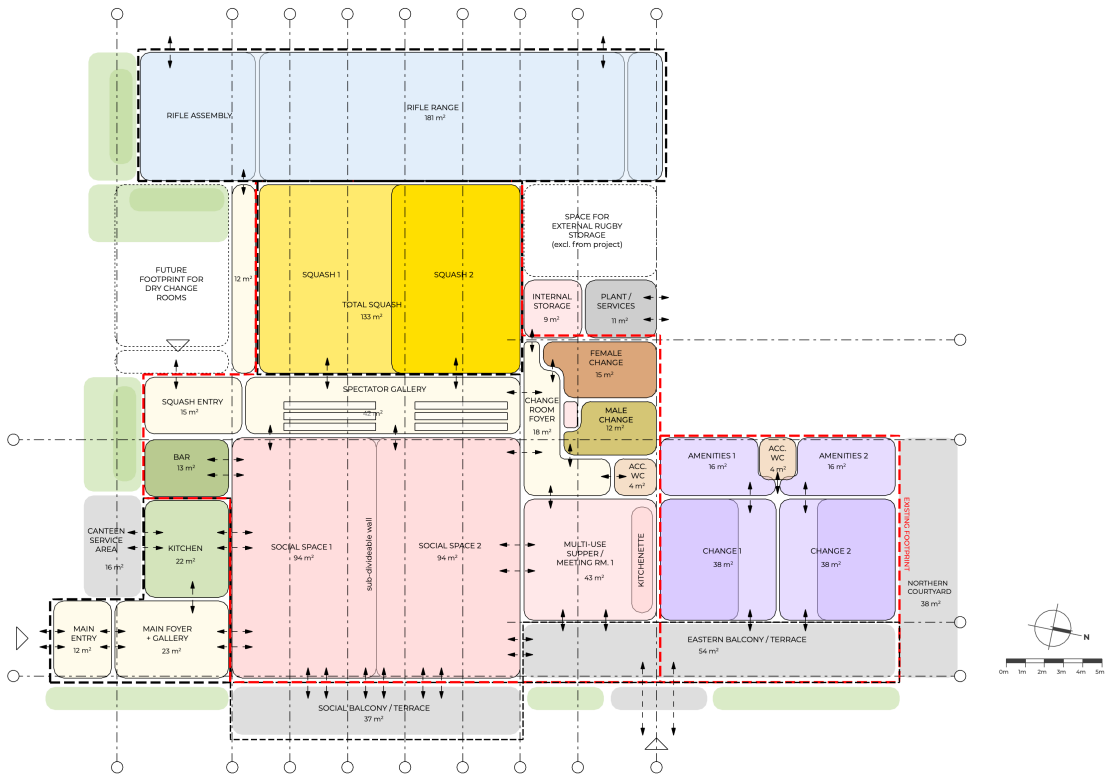 RIFLE ASSEMBLY
RIFLE RANGE
181 m²
SPACE FOR
EXTERNAL RUGBY
STORAGE
(excl. from project)
FUTURE
FOOTPRINT FOR
DRY CHANGE
ROOMS
12 m²
SQUASH 1
SQUASH 2
TOTAL SQUASH
133 m²
INTERNAL
STORAGE
9 m²
PLANT /
SERVICES
11 m²
FEMALE
CHANGE
15 m²
SQUASH ENTRY
15 m²
SPECTATOR GALLERY
42 m²
CHANGE
ROOM
FOYER
18 m²
MALE
CHANGE
12 m²
BAR
13 m²
ACC.
WC
4 m²
AMENITIES 1
16 m²
ACC.
WC
4 m²
AMENITIES 2
16 m²
CANTEEN
SERVICE
AREA
16 m²
KITCHEN
22 m²
SOCIAL SPACE 1
94 m²
sub-divideable wall
SOCIAL SPACE 2
94 m²
MULTI-USE
SUPPER /
MEETING RM. 1
43 m²
KITCHENETTE
CHANGE 1
38 m²
CHANGE 2
38 m²
EXISTING FOOTPRINT
NORTHERN
COURTYARD
38 m²
MAIN
ENTRY
12 m²
MAIN FOYER
+ GALLERY
23 m²
EASTERN BALCONY / TERRACE
54 m²
SOCIAL BALCONY / TERRACE
37 m²
N
0m 1m 2m 3m 4m 5m